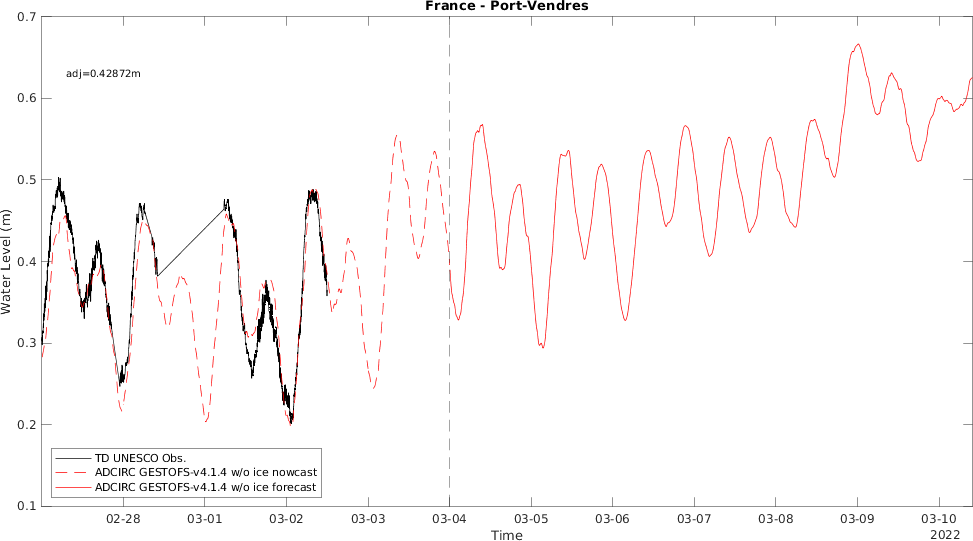 France - Port-Vendres
0.7
0.6
0.5
0.4
0.3
0.2
0.1
Water Level (m)
adj=0.42872m
TD UNESCO Obs.
ADCIRC GESTOFS-v4.1.4 w/o ice nowcast
ADCIRC GESTOFS-v4.1.4 w/o ice forecast
02-28 03-01 03-02 03-03 03-04 03-05 03-06 03-07 03-08 03-09 03-10
Time
2022